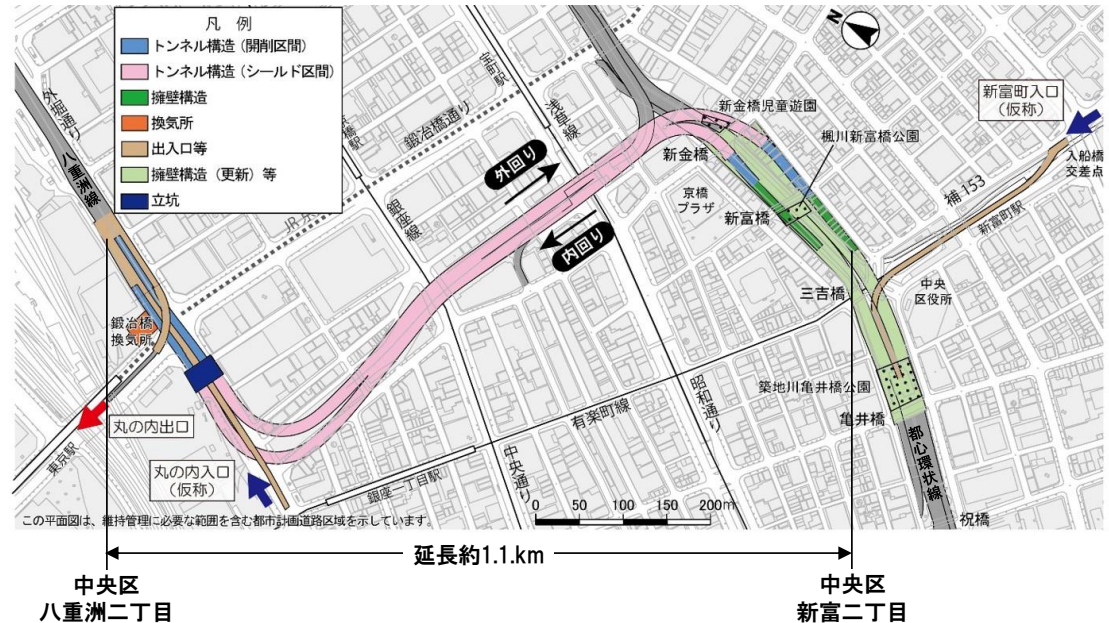 凡 例
トンネル構造（開削区間）
トンネル構造（シールド区間）
擁壁構造
換気所
出入口等
擁壁構造（更新）等
立坑
外堀通り
八重洲線
鍛冶橋通り
宝町駅
浅草線
銀座線
外回り
内回り
N
新金橋児童遊園
楓川新富橋公園
新富町入口
（仮称）
入船橋
交差点
補153
新富町駅
新金橋
京橋
プラザ
新富橋
三吉橋
中央
区役所
築地川亀井橋公園
亀井橋
都心環状線
祝橋
鍛冶橋
換気所
丸の内出口
東京駅
丸の内入口
（仮称）
銀座一丁目駅
有楽町線
中央通り
昭和通り
0 50 100 150 200m
この平面図は、維持管理に必要な範囲を含む都市計画道路区域を示しています。
延長約1.1.km
中央区
八重洲二丁目
中央区
新富二丁目